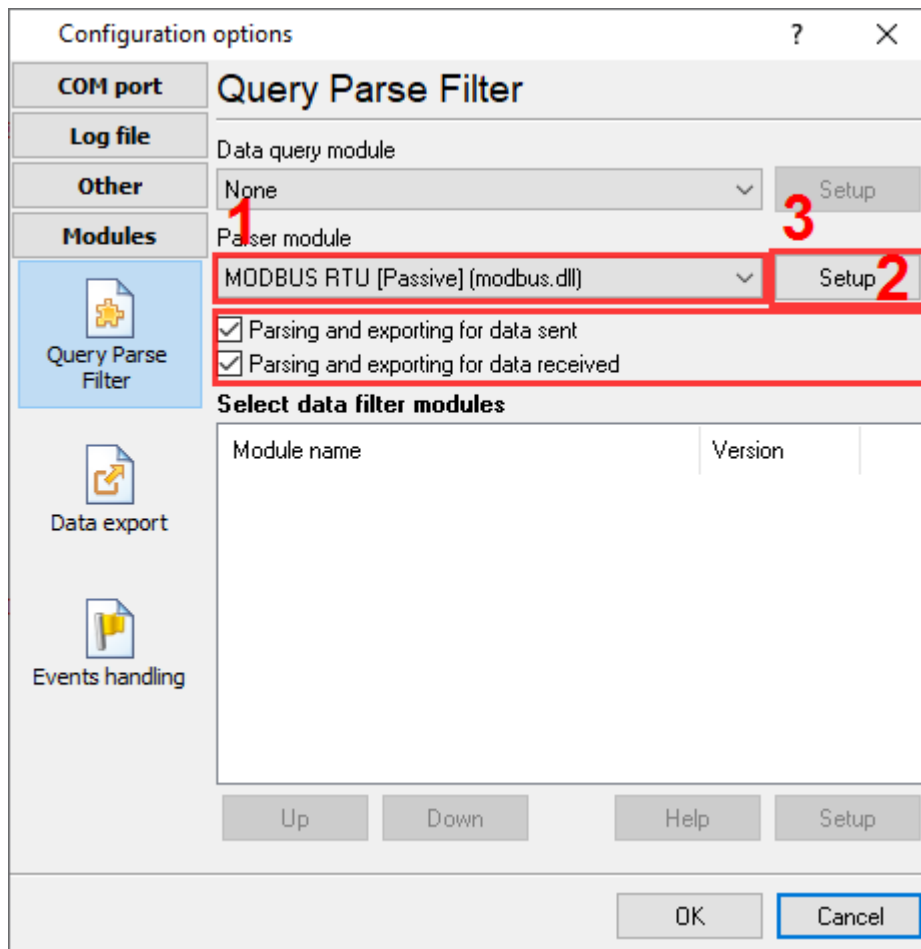 Configuration options
?
COM port
Log file
Other
Modules
Query Parse
Filter
Data export
Events handling
Query Parse Filter
Data query module
None
Setup
1
3
Parser module
MODBUS RTU [Passive] (modbus.dll)
Setup
2
Parsing and exporting for data sent
Parsing and exporting for data received
Select data filter modules
Module name Version
Up Down Help Setup
OK Cancel